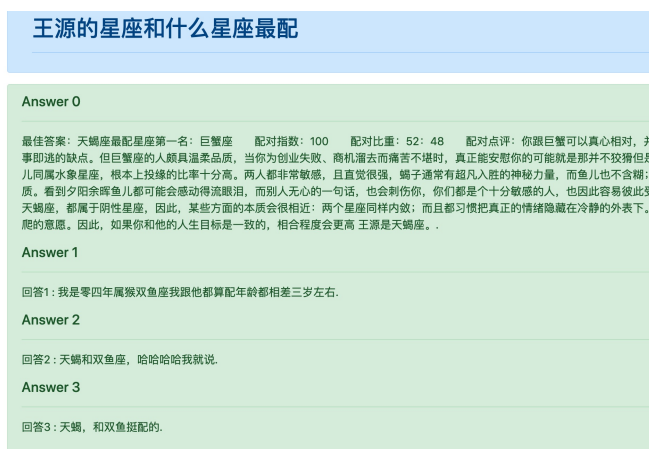 王源的星座和什么星座最配
Answer 0
最佳答案：天蝎座最配星座第一名：巨蟹座　　配对指数：100　　配对比重：52：48　　配对点评：你跟巨蟹可以真心相对，并
事即逃的缺点。但巨蟹座的人颇具温柔品质，当你为创业失败、商机溜去而痛苦不堪时，真正能安慰你的可能就是那并不狡猾但是
儿同属水象星座，根本上投缘的比率十分高。两人都非常敏感，且直觉很强，蝎子通常有超凡入胜的神秘力量，而鱼儿也不含糊；
质。看到夕阳余晖鱼儿都可能会感动得流眼泪，而别人无心的一句话，也会刺伤你，你们都是个十分敏感的人，也因此容易彼此受
天蝎座，都属于阴性星座，因此，某些方面的本质会很相近：两个星座同样内敛；而且都习惯把真正的情绪隐藏在冷静的外表下。
爬的意愿。因此，如果你和他的人生目标是一致的，相合程度会更高 王源是天蝎座。.
Answer 1
回答1 : 我是零四年属猴双鱼座我跟他都算配年龄都相差三岁左右.
Answer 2
回答2 : 天蝎和双鱼座，哈哈哈哈我就说.
Answer 3
回答3 : 天蝎，和双鱼挺配的.